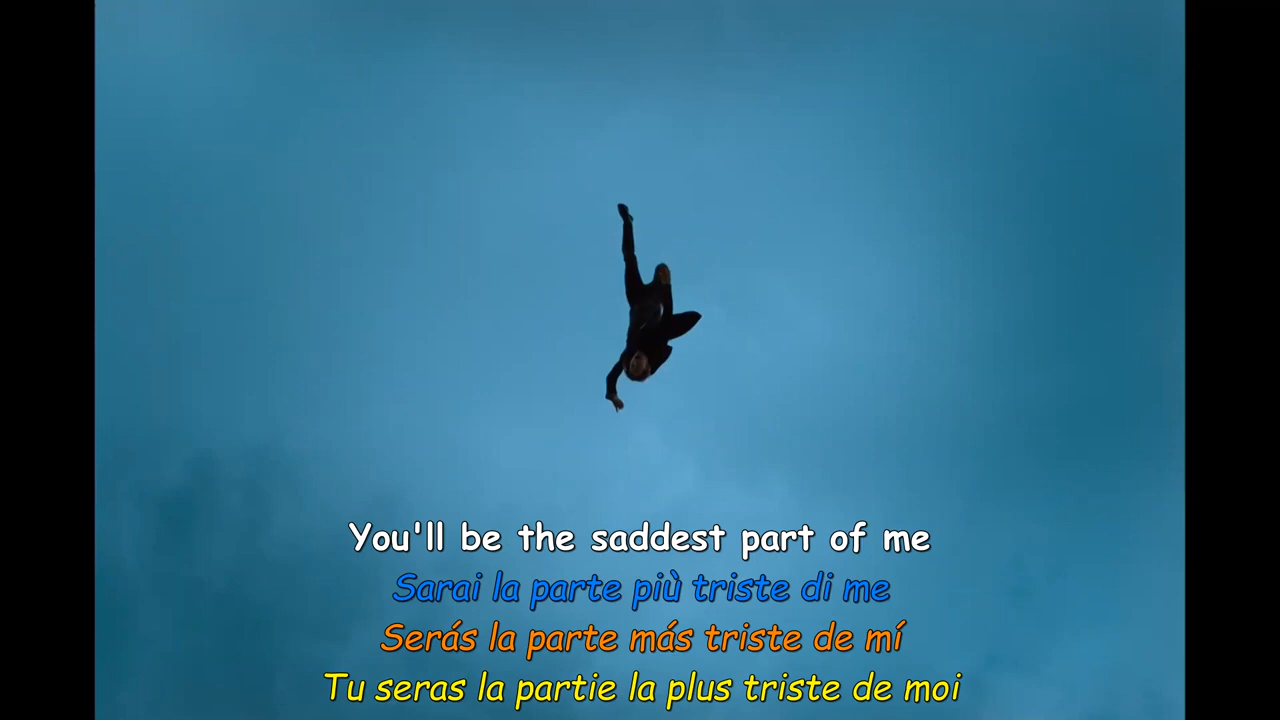 You'll be the saddest part of me
Sarai la parte più triste di me
Serás la parte más triste de mí
Tu seras la partie la plus triste de moi